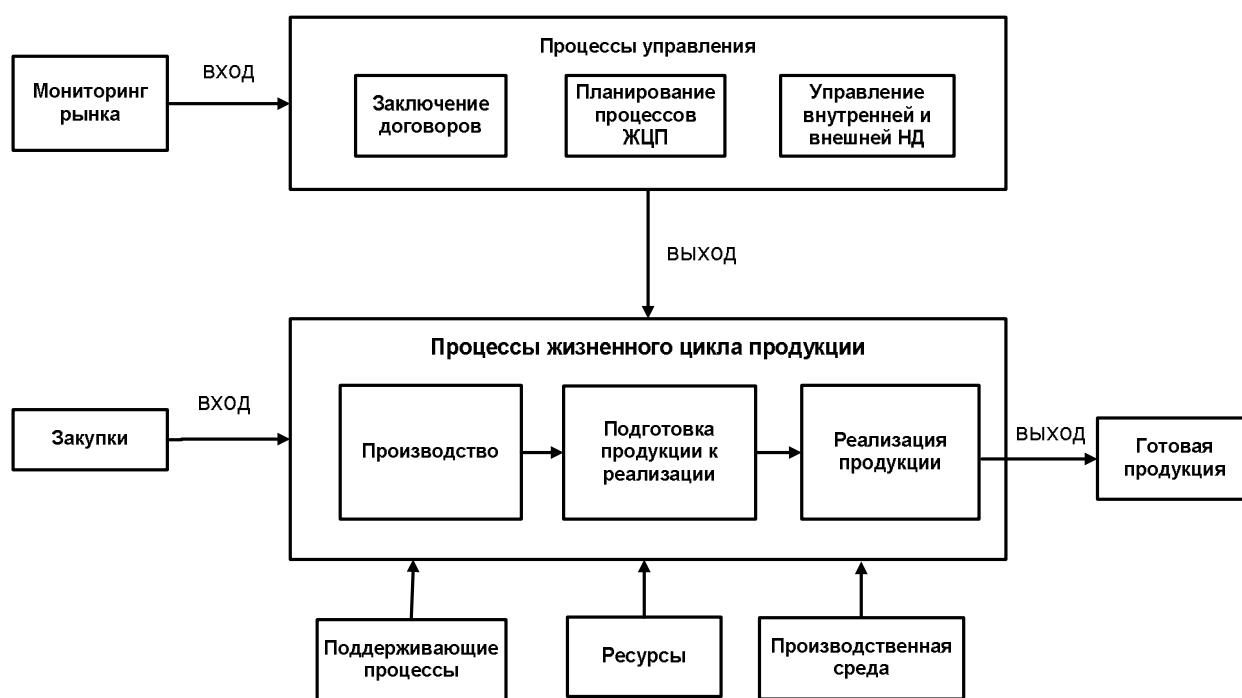 Процессы управления
ВХОД
Мониторинг
рынка
Заключение
договоров
Планирование
процессов
ЖЦП
Управление
внутренней и
внешней НД
ВЫХОД
Процессы жизненного цикла продукции
ВХОД
Закупки
Производство
Подготовка
продукции к
реализации
Реализация
продукции
ВЫХОД
Готовая
продукция
Поддерживающие
процессы
Ресурсы
Производственная
среда